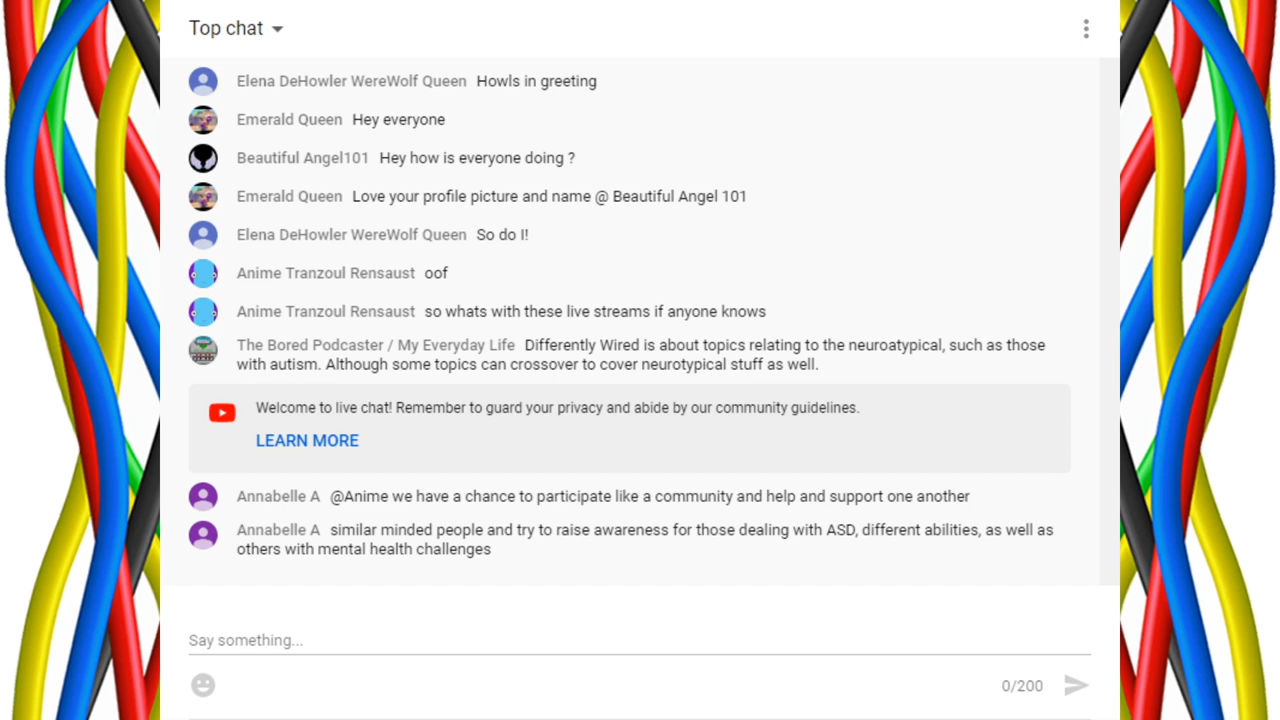 Top chat
Elena DeHowler WereWolf Queen Howls in greeting
Emerald Queen Hey everyone
Beautiful Angel101 Hey how is everyone doing ?
Emerald Queen Love your profile picture and name @ Beautiful Angel 101
Elena DeHowler WereWolf Queen So do I!
Anime Tranzoul Rensaust oof
Anime Tranzoul Rensaust so whats with these live streams if anyone knows
The Bored Podcaster / My Everyday Life Differently Wired is about topics relating to the neuroatypical, such as those
with autism. Although some topics can crossover to cover neurotypical stuff as well.
Welcome to live chat! Remember to guard your privacy and abide by our community guidelines.
LEARN MORE
Annabelle A @Anime we have a chance to participate like a community and help and support one another
Annabelle A similar minded people and try to raise awareness for those dealing with ASD, different abilities, as well as
others with mental health challenges
Say something...
0/200